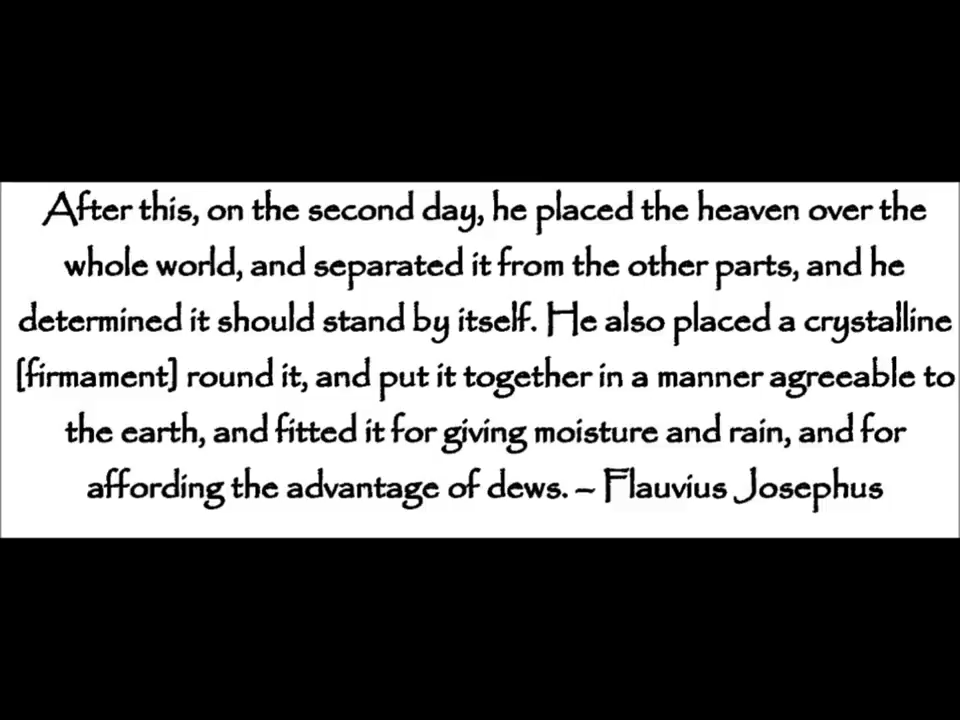 After this, on the second day, he placed the heaven over the
whole world, and separated it from the other parts, and he
determined it should stand by itself. He also placed a crystalline
[firmament] round it, and put it together in a manner agreeable to
the earth, and fitted it for giving moisture and rain, and for
affording the advantage of dews. – Flauvius Josephus